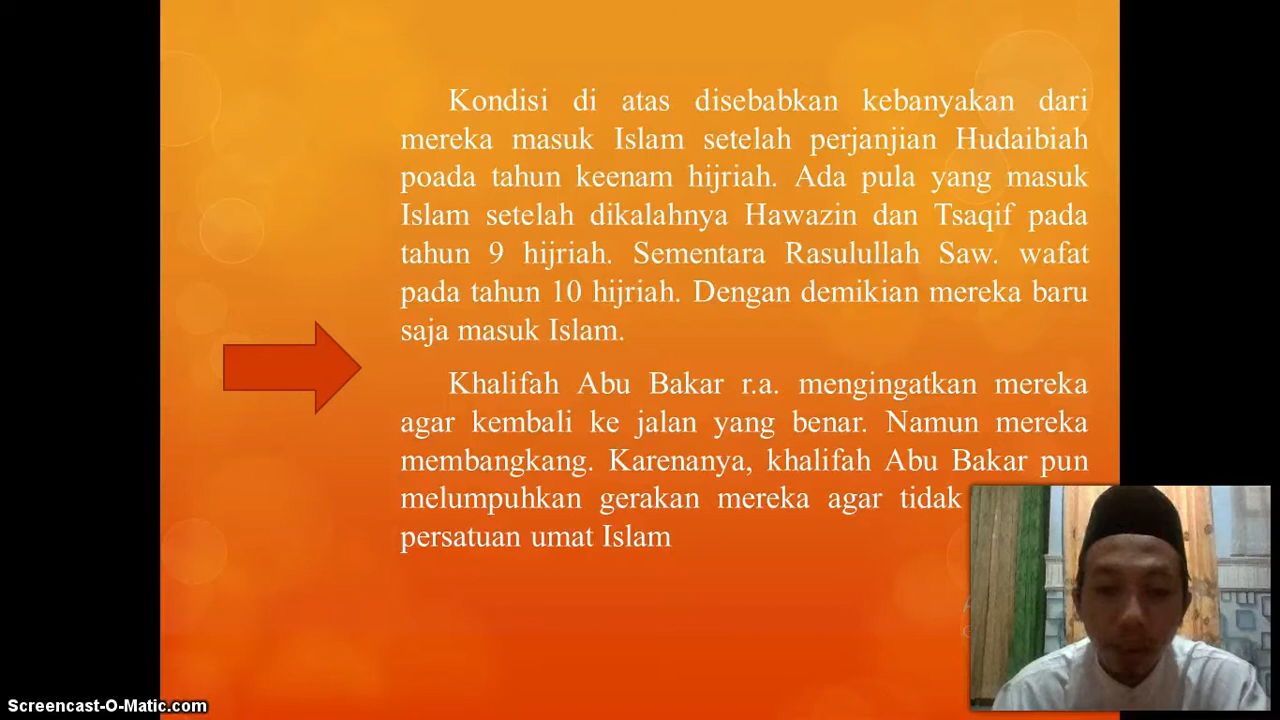 Kondisi di atas disebabkan kebanyakan dari
mereka masuk Islam setelah perjanjian Hudaibiah
poada tahun keenam hijriah. Ada pula yang masuk
Islam setelah dikalahnya Hawazin dan Tsaqif pada
tahun 9 hijriah. Sementara Rasulullah Saw. wafat
pada tahun 10 hijriah. Dengan demikian mereka baru
saja masuk Islam.
Khalifah Abu Bakar r.a. mengingatkan mereka
agar kembali ke jalan yang benar. Namun mereka
membangkang. Karenanya, khalifah Abu Bakar pun
melumpuhkan gerakan mereka agar tidak
persatuan umat Islam
Screencast-O-Matic.com